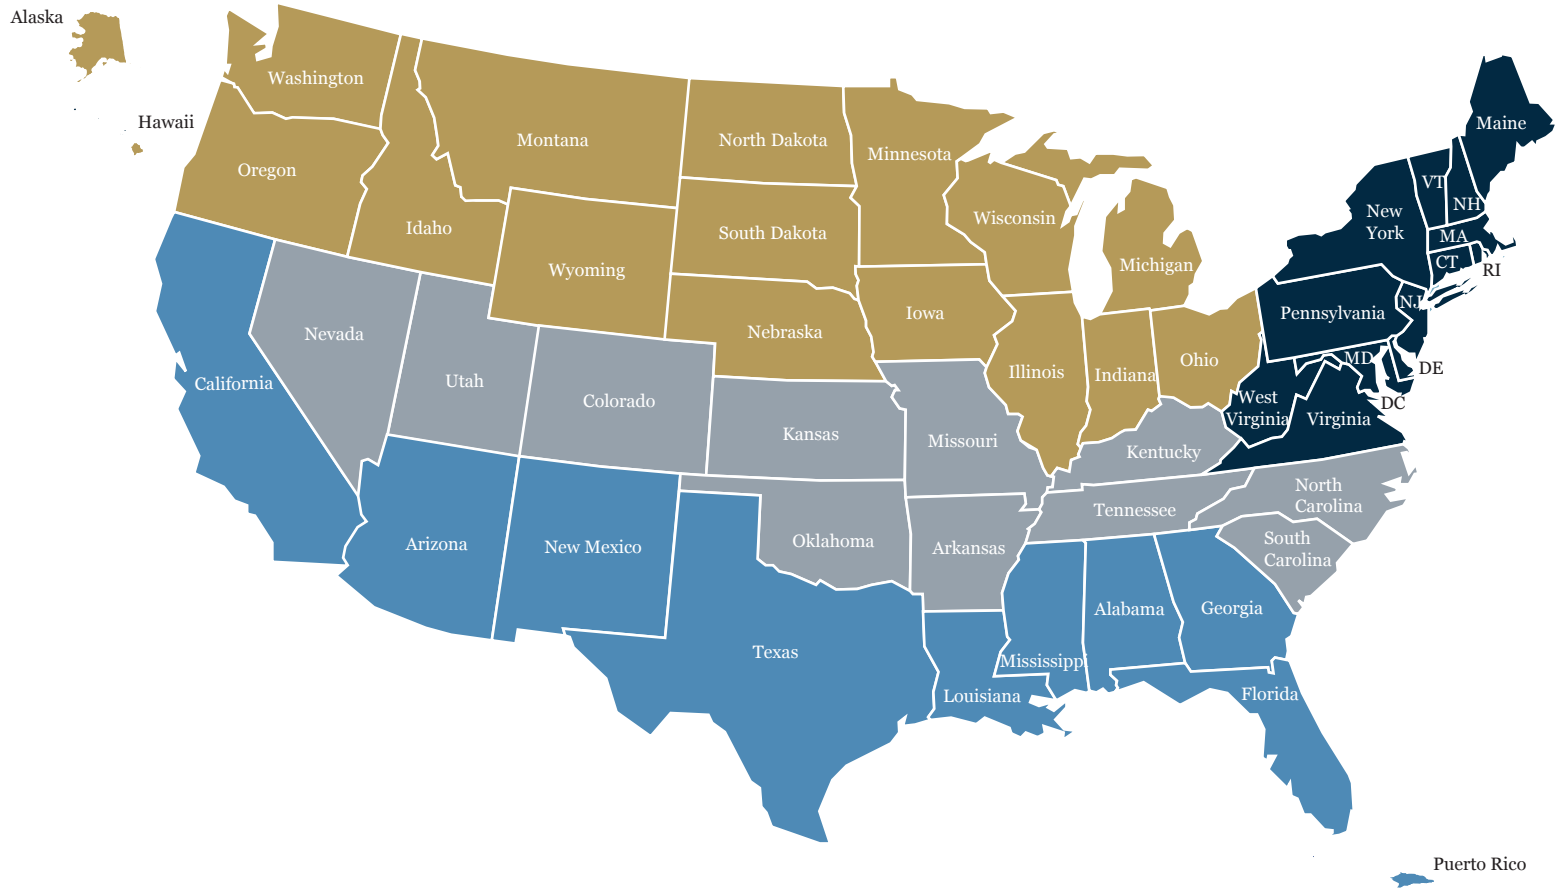 Alaska
Hawaii
Washington
Oregon
Idaho
Montana
Wyoming
North Dakota
South Dakota
Nebraska
Minnesota
Iowa
Wisconsin
Michigan
Illinois
Indiana
Ohio
Maine
VT
NH
New
York
MA
CT
RI
Pennsylvania
NJ
MD
DE
DC
West
Virginia
Virginia
California
Nevada
Utah
Colorado
Kansas
Missouri
Kentucky
Tennessee
North
Carolina
South
Carolina
Oklahoma
Arkansas
Arizona
New Mexico
Texas
Louisiana
Mississippi
Alabama
Georgia
Florida
Puerto Rico